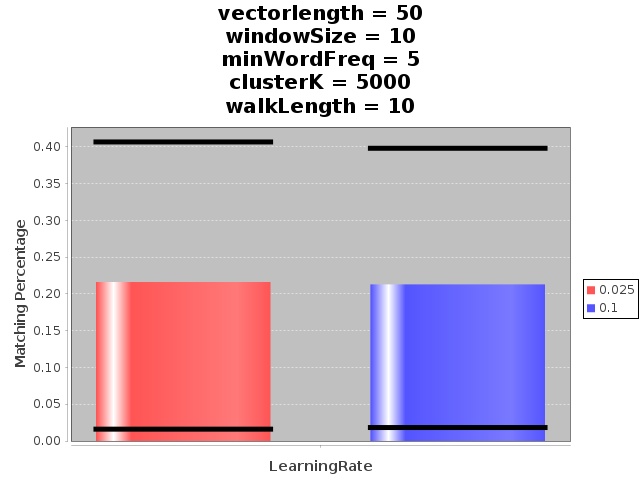 vectorlength = 50
windowSize = 10
minWordFreq = 5
clusterK = 5000
walkLength = 10
Matching Percentage
0.40
0.35
0.30
0.25
0.20
0.15
0.10
0.05
0.00
LearningRate
0.025
0.1